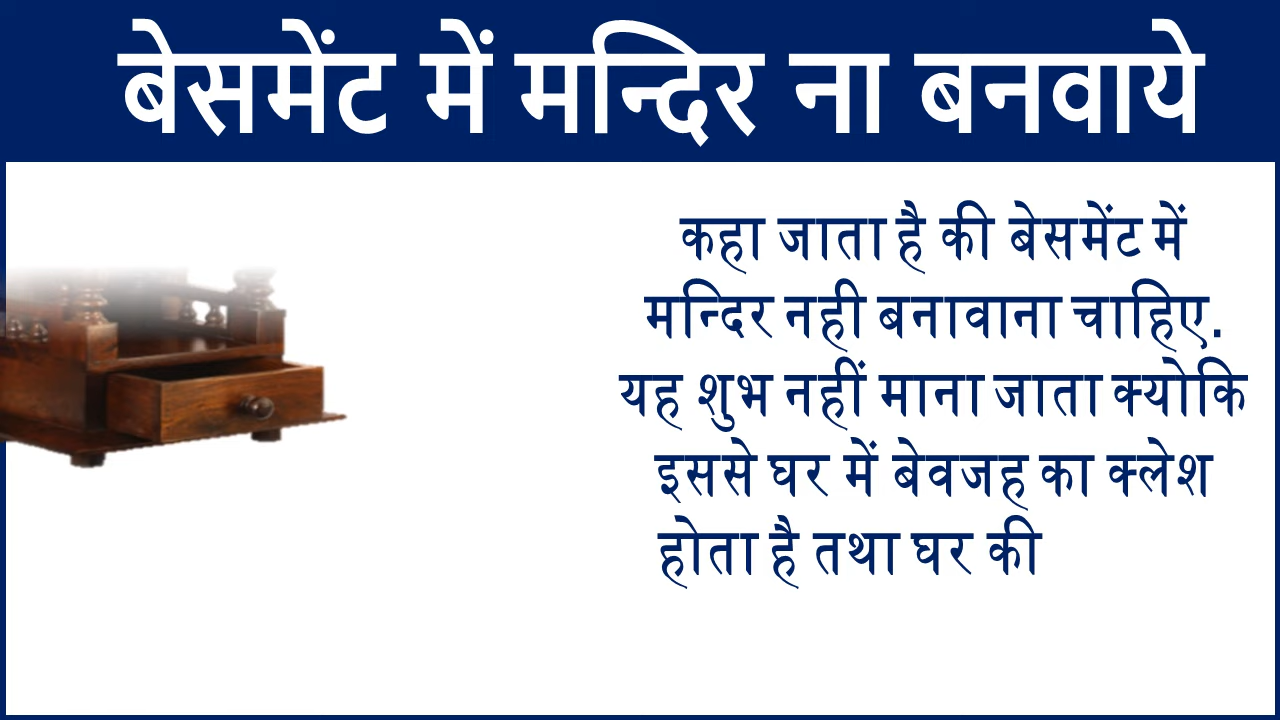 बेसमेंट में मन्दिर ना बनवाये
कहा जाता है की बेसमेंट में
मन्दिर नही बनावाना चाहिए.
यह शुभ नहीं माना जाता क्योकि
इससे घर में बेवजह का क्लेश
होता है तथा घर की